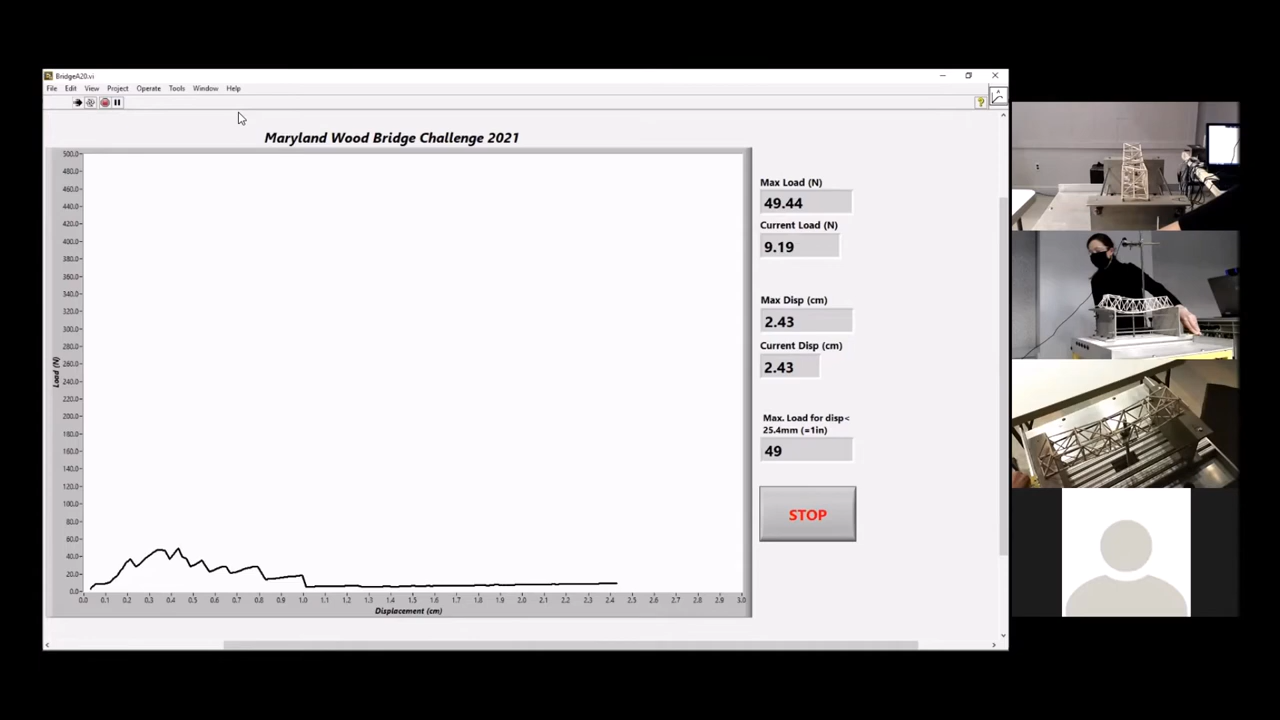 BridgeA20.vi
File Edit View Project Operate Tools Window Help
Maryland Wood Bridge Challenge 2021
500.0
480.0
460.0
440.0
420.0
400.0
380.0
360.0
340.0
320.0
300.0
280.0
260.0
240.0
220.0
200.0
180.0
160.0
140.0
120.0
100.0
80.0
60.0
40.0
20.0
0.0
Load (N)
0.0 0.1 0.2 0.3 0.4 0.5 0.6 0.7 0.8 0.9 1.0 1.1 1.2 1.3 1.4 1.5 1.6 1.7 1.8 1.9 2.0 2.1 2.2 2.3 2.4 2.5 2.6 2.7 2.8 2.9 3.0
Displacement (cm)
Max Load (N)
49.44
Current Load (N)
9.19
Max Disp (cm)
2.43
Current Disp (cm)
2.43
Max. Load for disp<
25.4mm (=1in)
49
STOP